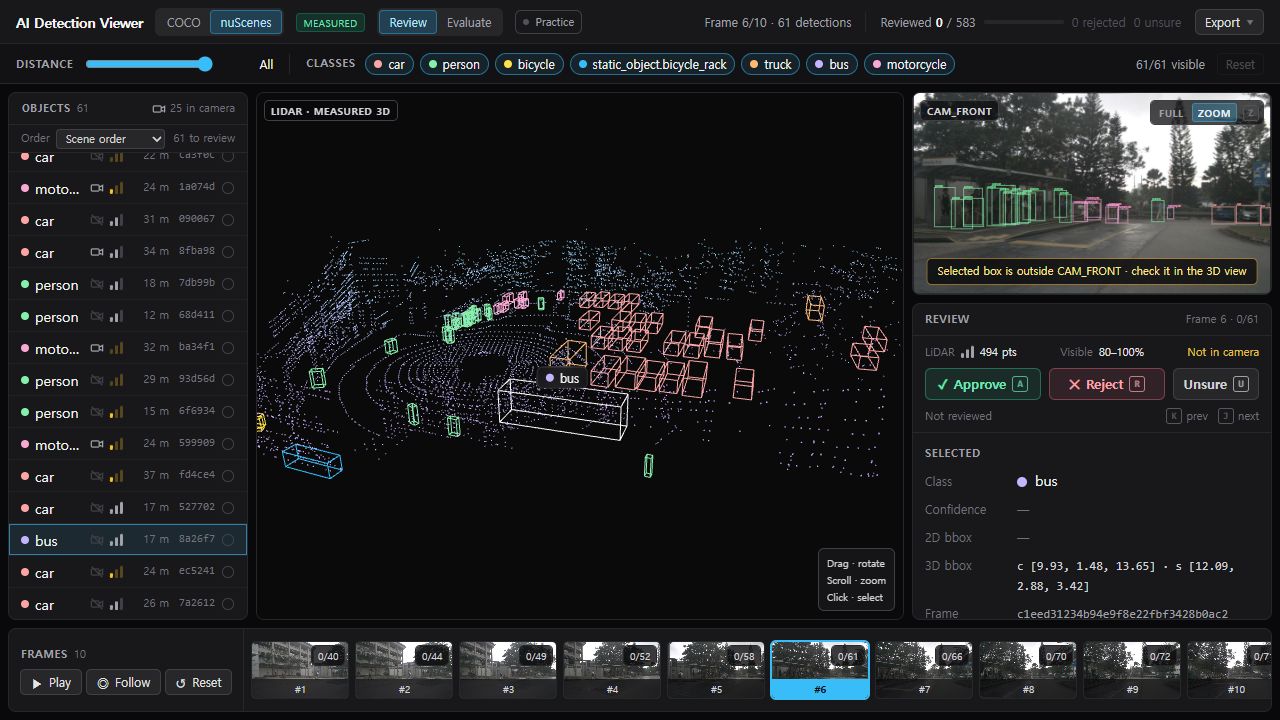 AI Detection Viewer COCO nuScenes MEASURED Review Evaluate Practice Frame 6/10 · 61 detections Reviewed 0 / 583 0 rejected 0 unsure Export
DISTANCE All CLASSES car person bicycle static_object.bicycle_rack truck bus motorcycle 61/61 visible Reset
OBJECTS 61 25 in camera
Order Scene order 61 to review
car 22 m ca3f0c
moto... 24 m 1a074d
car 31 m 090067
car 34 m 8fba98
person 18 m 7db99b
person 12 m 68d411
moto... 32 m ba34f1
person 29 m 93d56d
person 15 m 6f6934
moto... 24 m 599909
car 37 m fd4ce4
car 17 m 527702
bus 17 m 8a26f7
car 24 m ec5241
car 26 m 7a2612
LIDAR · MEASURED 3D
bus
Drag · rotate
Scroll · zoom
Click · select
CAM_FRONT FULL ZOOM Z
Selected box is outside CAM_FRONT · check it in the 3D view
REVIEW Frame 6 · 0/61
LiDAR 494 pts Visible 80–100% Not in camera
Approve A Reject R Unsure U
Not reviewed K prev J next
SELECTED
Class bus
Confidence —
2D bbox —
3D bbox c [9.93, 1.48, 13.65] · s [12.09,
2.88, 3.42]
Frame c1eed31234b94e9f8e22fbf3428b0ac2
FRAMES 10
Play Follow Reset
0/40 0/44 0/49 0/52 0/58 0/61 0/66 0/70 0/72
#1 #2 #3 #4 #5 #6 #7 #8 #9 #10